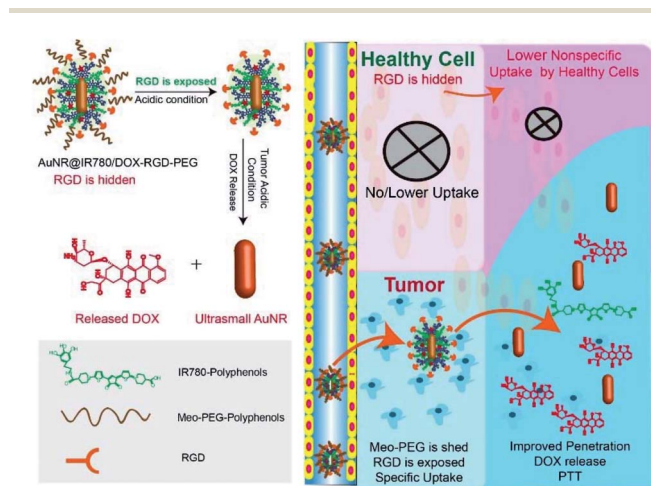 RGD is exposed
Acidic condition
AuNR@IR780/DOX-RGD-PEG
RGD is hidden
Tumor Acidic
Condition
DOX Release
+
Released DOX
Ultrasmall AuNR
IR780-Polyphenols
Meo-PEG-Polyphenols
RGD
Healthy Cell
RGD is hidden
No/Lower Uptake
Lower Nonspecific
Uptake by Healthy Cells
Tumor
Meo-PEG is shed
RGD is exposed
Specific Uptake
Improved Penetration
DOX release
PTT